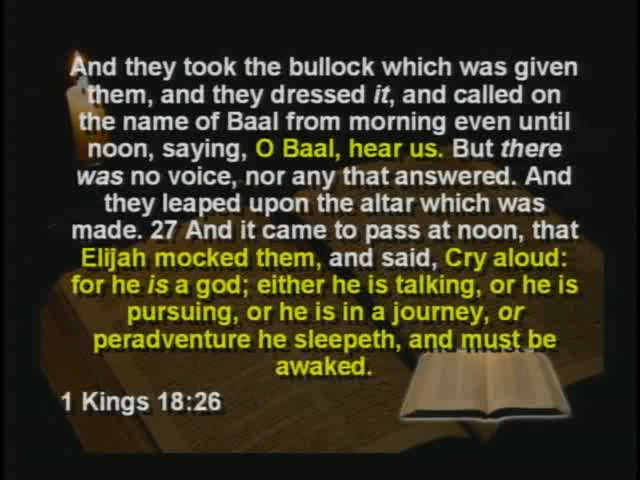 And they took the bullock which was given
them, and they dressed it, and called on
the name of Baal from morning even until
noon, saying, O Baal, hear us. But there
was no voice, nor any that answered. And
they leaped upon the altar which was
made. 27 And it came to pass at noon, that
Elijah mocked them, and said, Cry aloud:
for he is a god; either he is talking, or he is
pursuing, or he is in a journey, or
peradventure he sleepeth, and must be
awaked.
1 Kings 18:26